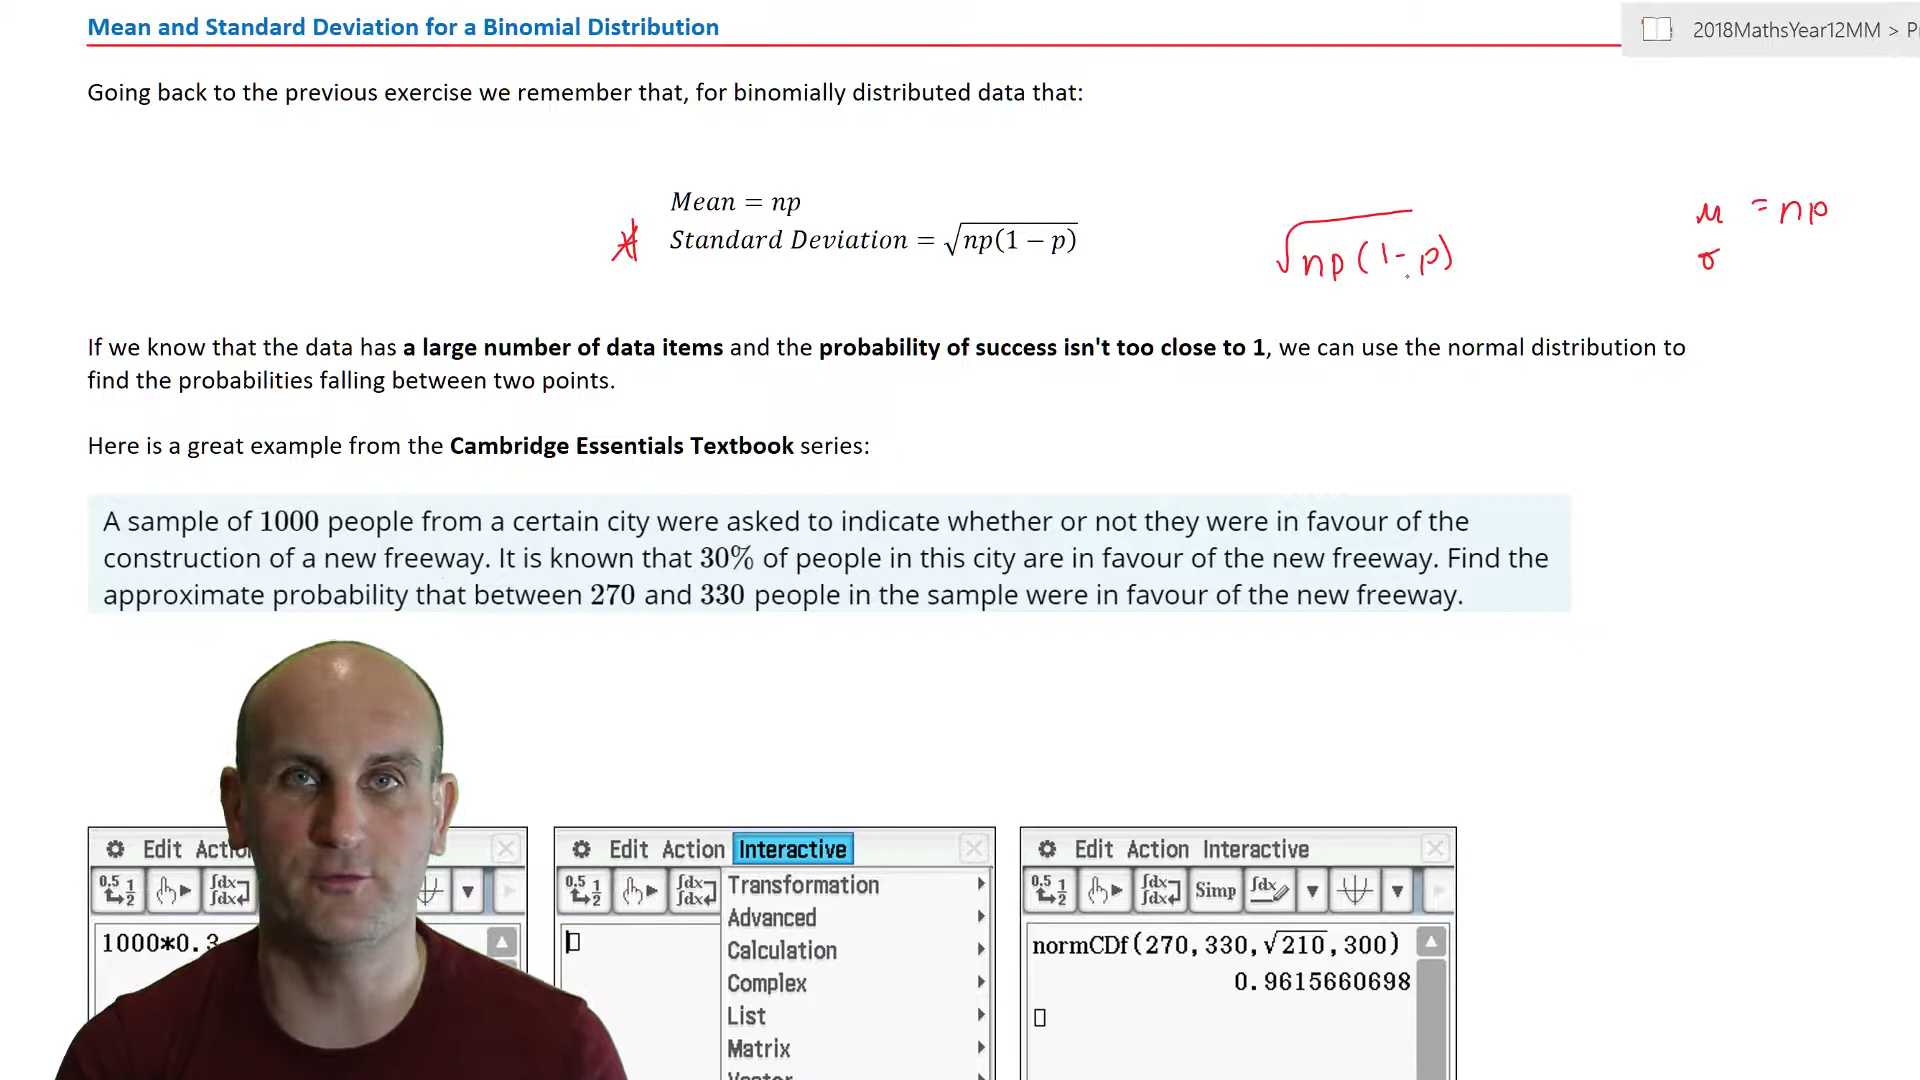 Mean and Standard Deviation for a Binomial Distribution
2018MathsYear12MM >
Going back to the previous exercise we remember that, for binomially distributed data that:
Mean = np
Standard Deviation = √np(1 − p)
√np(1-p)
μ = np
σ
If we know that the data has a large number of data items and the probability of success isn't too close to 1, we can use the normal distribution to
find the probabilities falling between two points.
Here is a great example from the Cambridge Essentials Textbook series:
A sample of 1000 people from a certain city were asked to indicate whether or not they were in favour of the
construction of a new freeway. It is known that 30% of people in this city are in favour of the new freeway. Find the
approximate probability that between 270 and 330 people in the sample were in favour of the new freeway.
Edit
1000*0.3
Edit Action Interactive
Transformation
Advanced
Calculation
Complex
List
Matrix
Edit Action Interactive
Simp
normCDf(270,330,√210,300)
0.9615660698